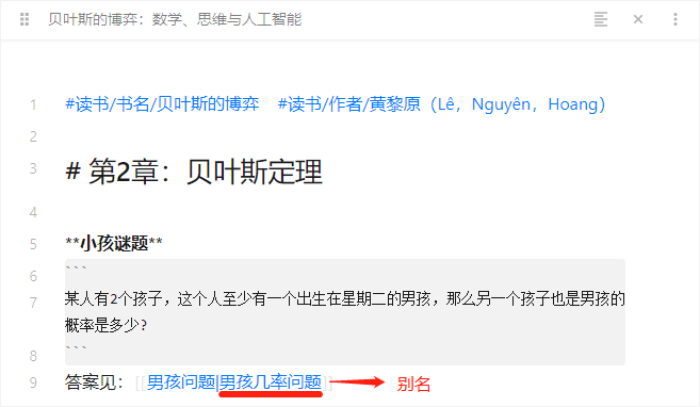 贝叶斯的博弈：数学、思维与人工智能
1 #读书/书名/贝叶斯的博弈 #读书/作者/黄黎原（Lê，Nguyên，Hoang）
2
3 # 第2章：贝叶斯定理
4
5 **小孩谜题**
6 ```
7 某人有2个孩子，这个人至少有一个出生在星期二的男孩，那么另一个孩子也是男孩的
概率是多少?
8 ```
9 答案见：[[男孩问题|男孩几率问题]] 别名